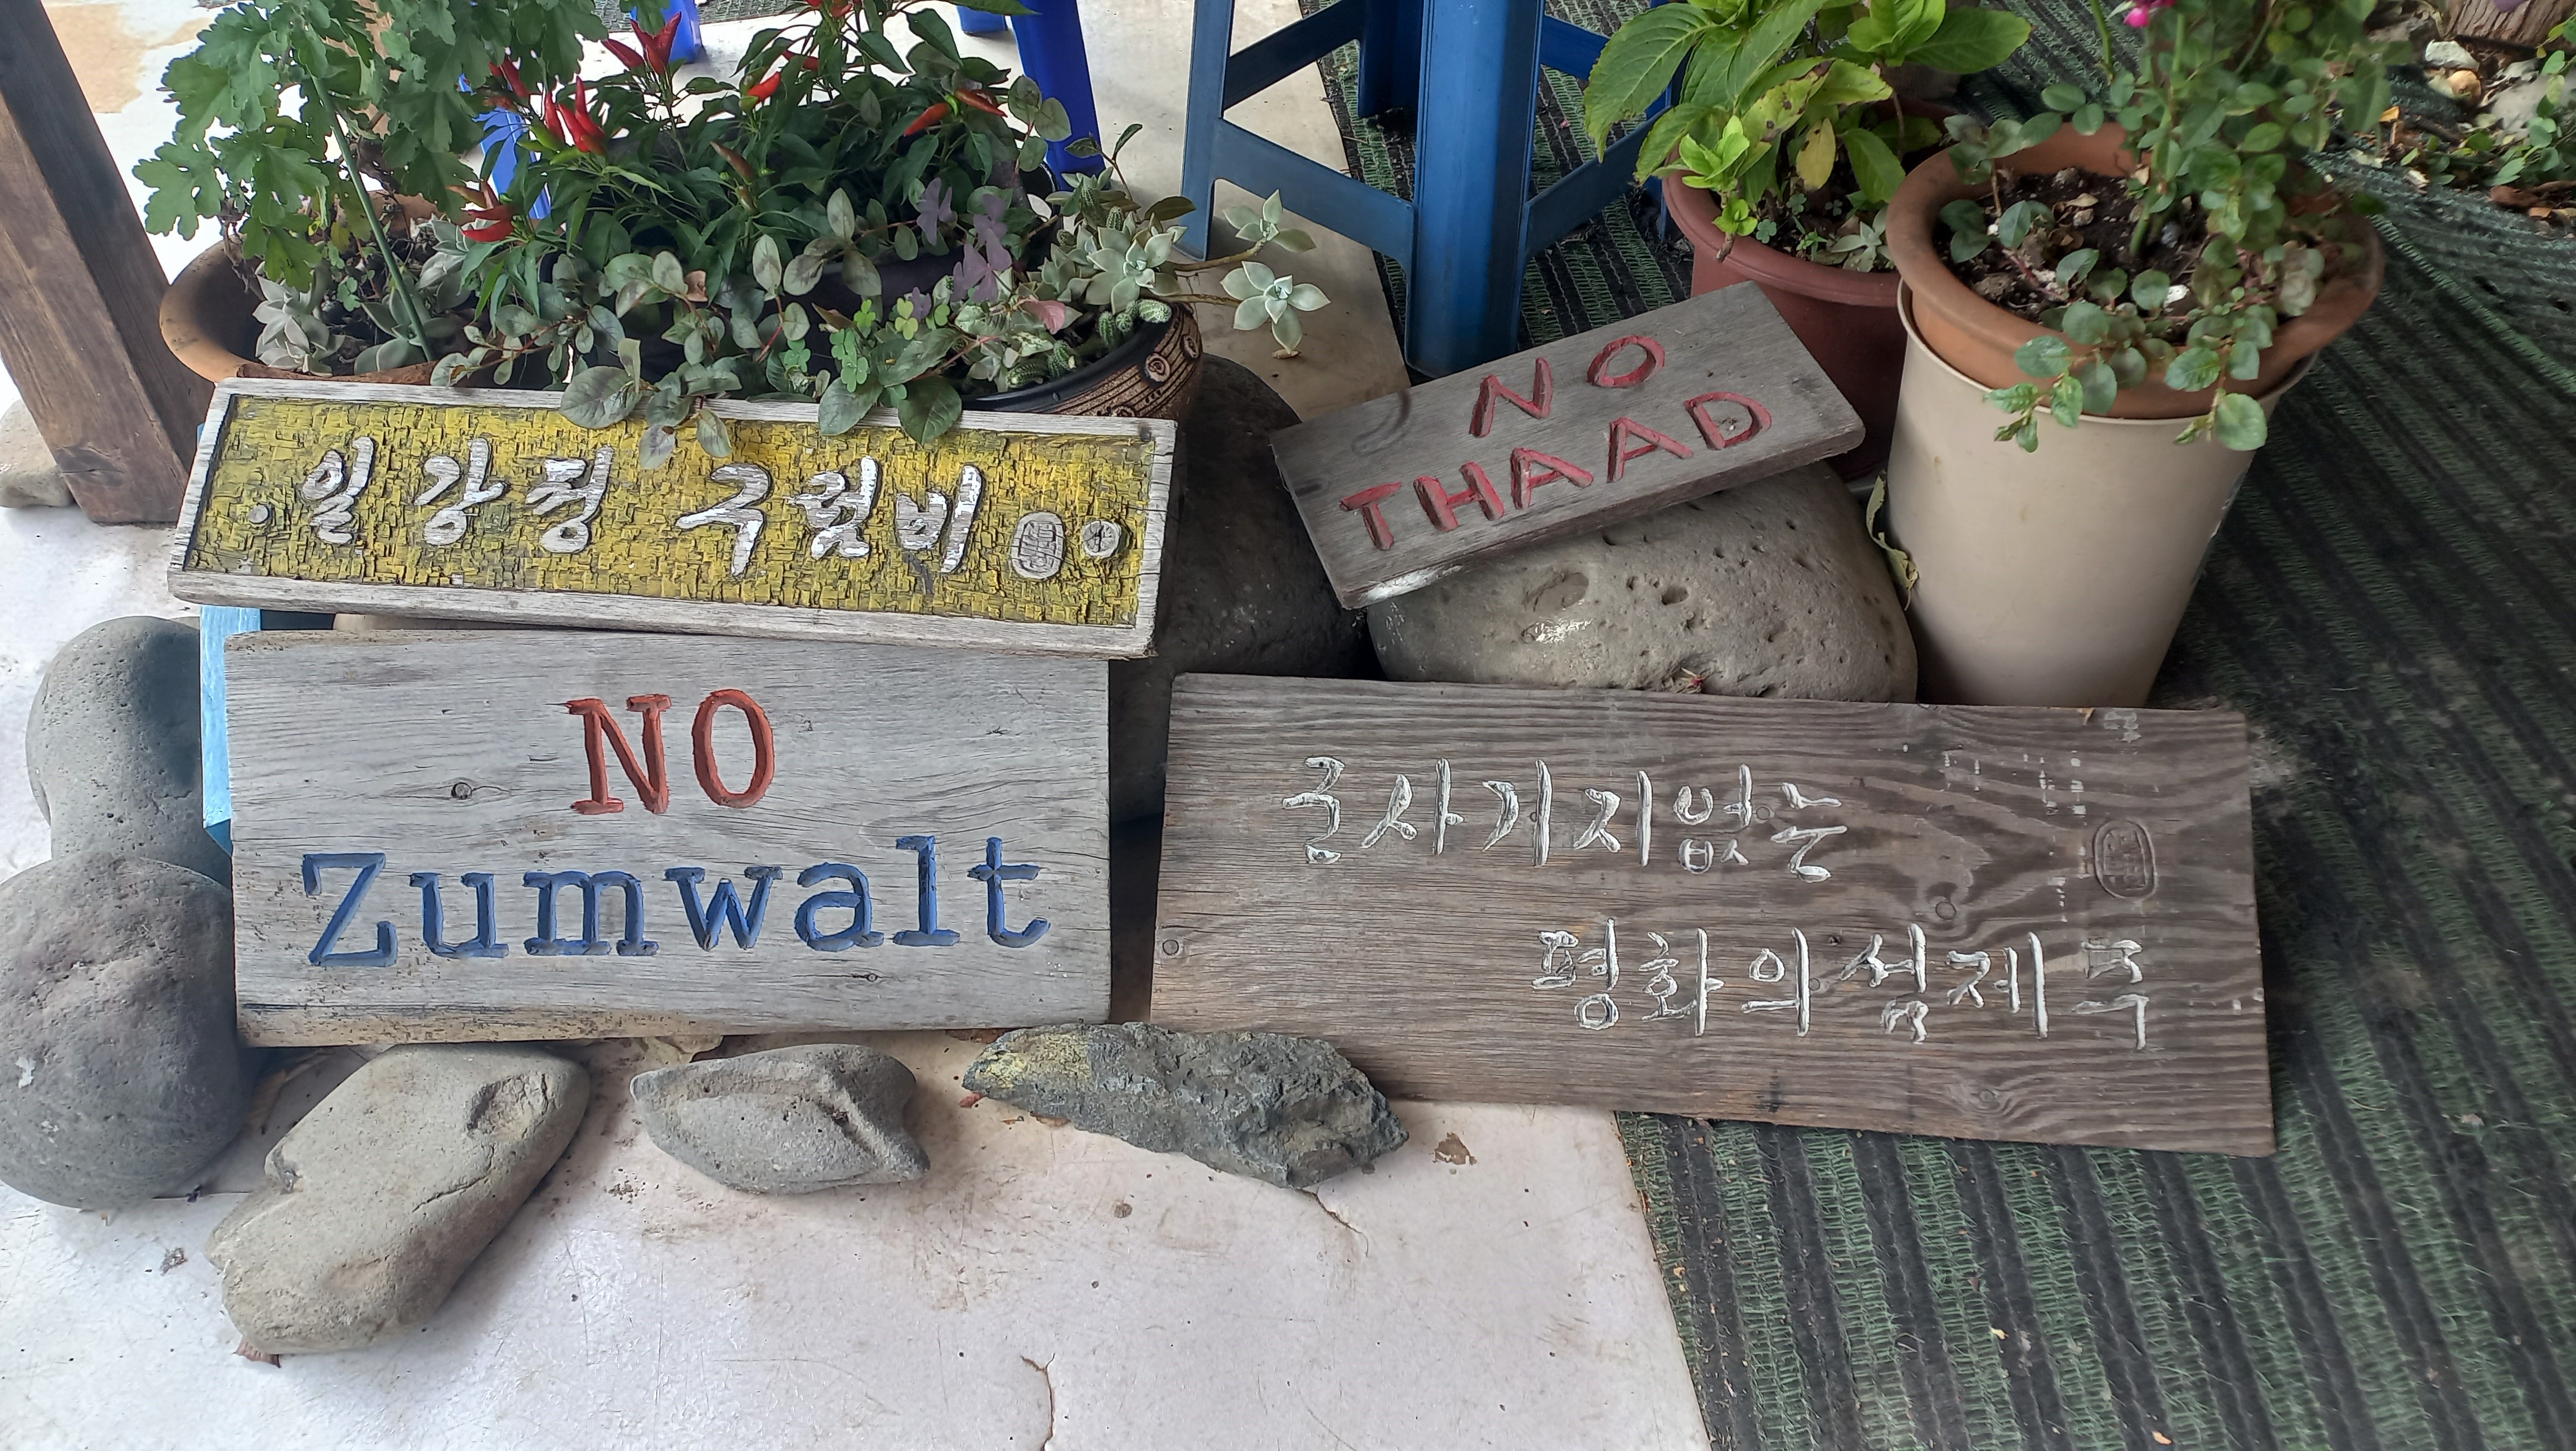 일강정 구럼비
NO
THAAD
NO
Zumwalt
군사기지없는
평화의섬제주